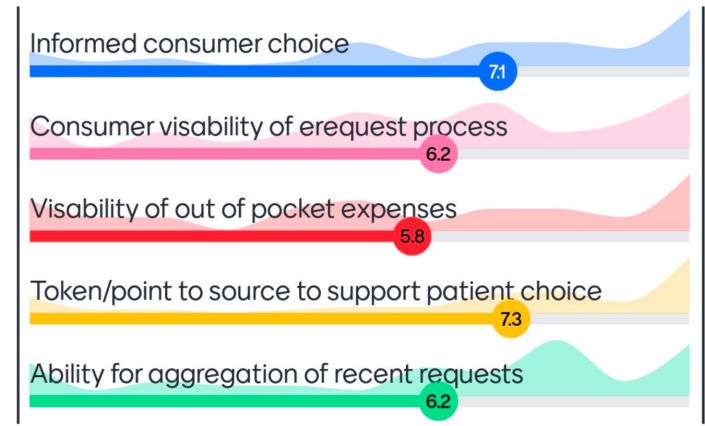 Informed consumer choice
7.1
Consumer visability of erequest process
6.2
Visability of out of pocket expenses
5.8
Token/point to source to support patient choice
7.3
Ability for aggregation of recent requests
6.2